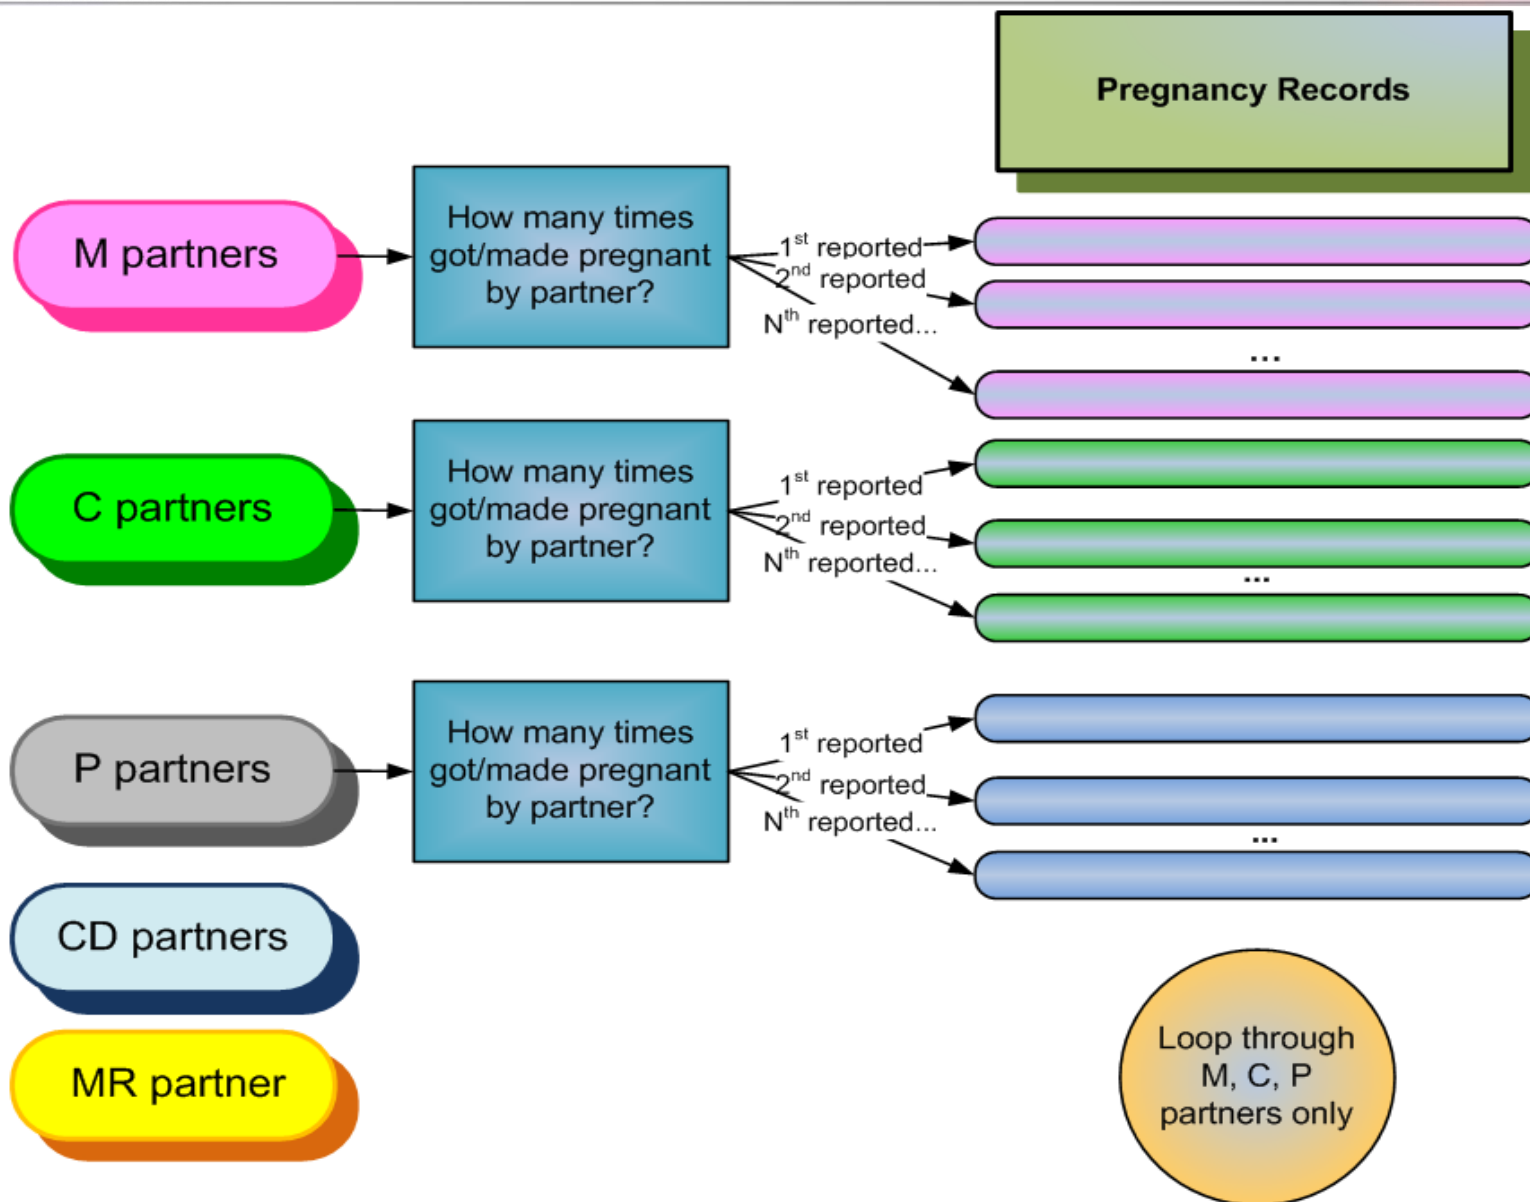 Pregnancy Records
M partners
How many times
got/made pregnant
by partner?
1st reported
2nd reported
Nth reported...
...
C partners
How many times
got/made pregnant
by partner?
1st reported
2nd reported
Nth reported...
...
P partners
How many times
got/made pregnant
by partner?
1st reported
2nd reported
Nth reported...
...
CD partners
MR partner
Loop through
M, C, P
partners only